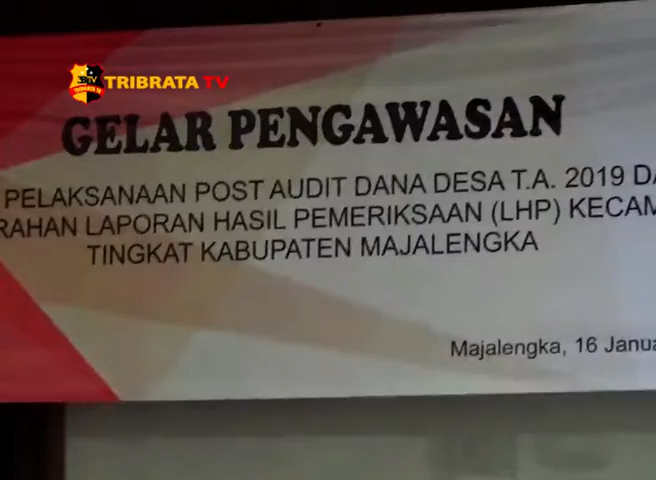 TRIBRATA TV
GELAR PENGAWASAN
PELAKSANAAN POST AUDIT DANA DESA T.A. 2019
LAPORAN HASIL PEMERIKSAAN (LHP)
TINGKAT KABUPATEN MAJALENGKA
Majalengka, 16